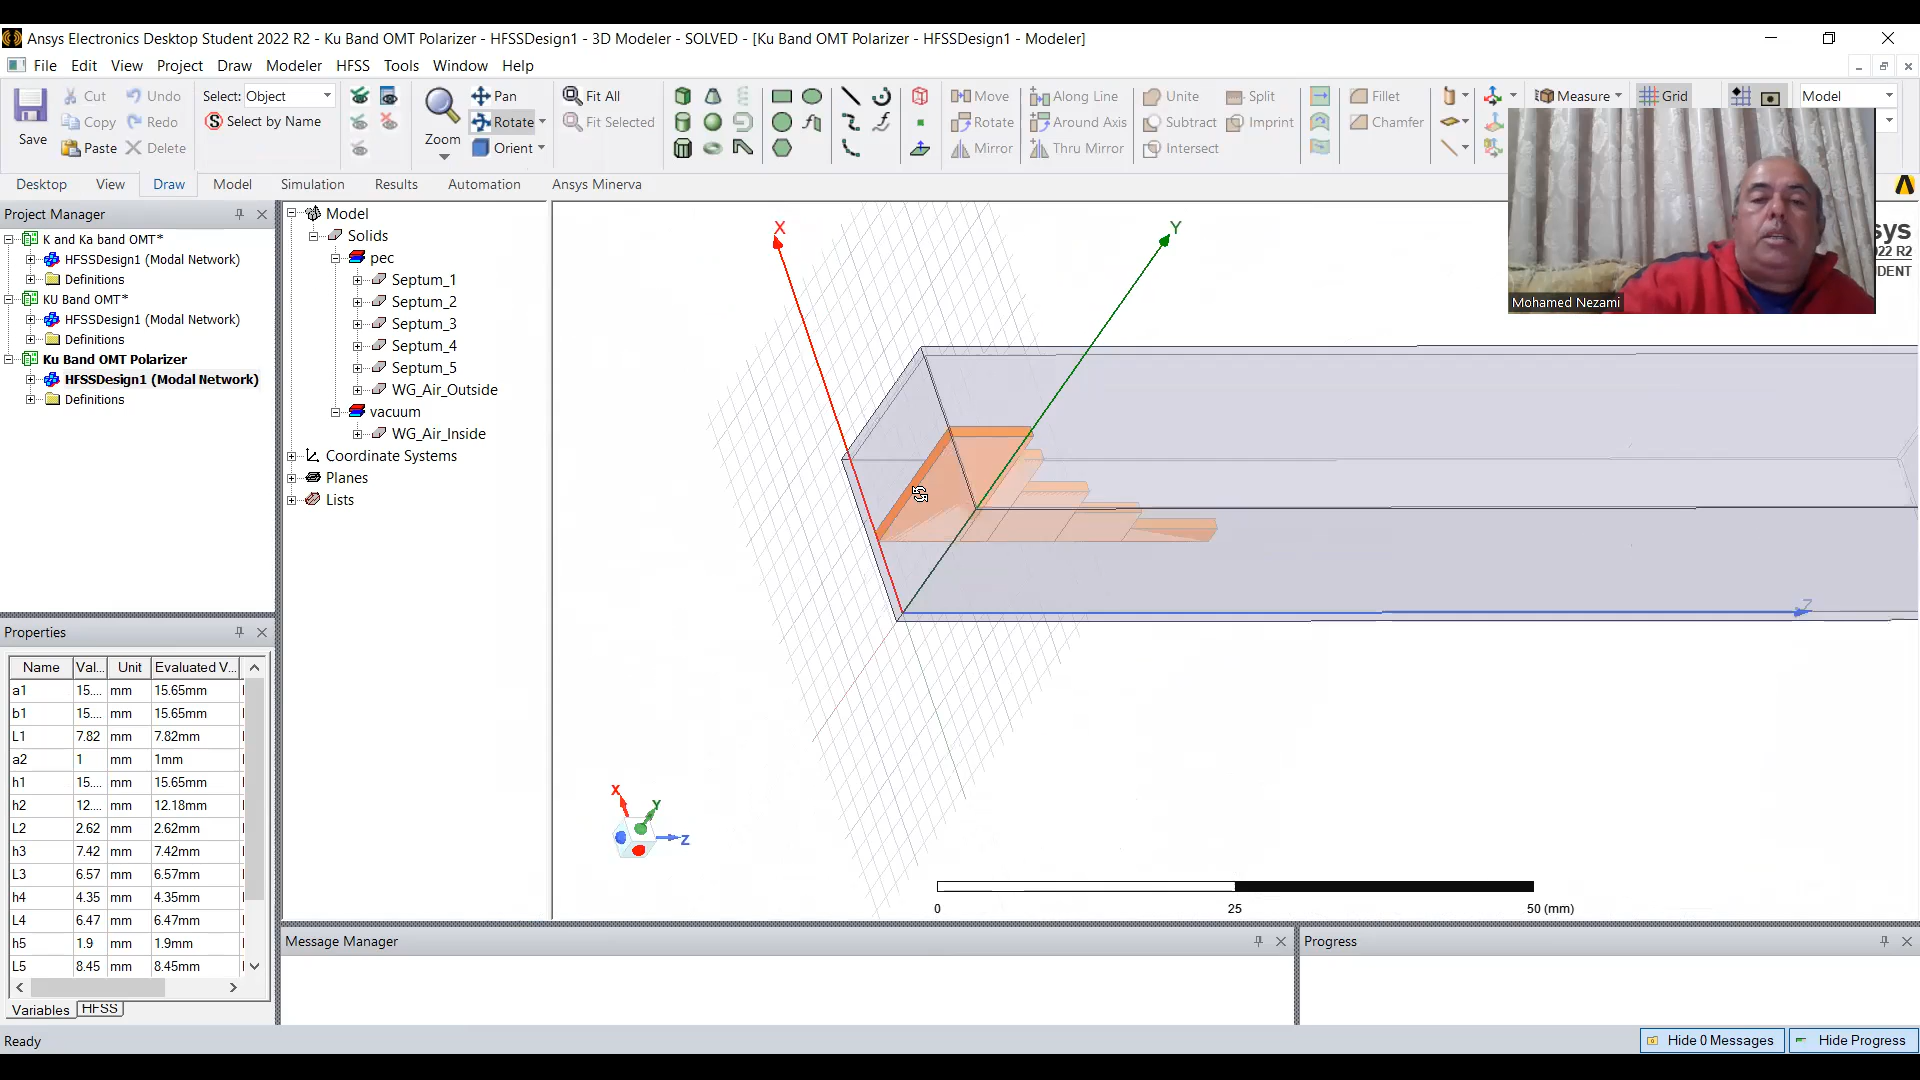 Ansys Electronics Desktop Student 2022 R2 - Ku Band OMT Polarizer - HFSSDesign1 - 3D Modeler - SOLVED - [Ku Band OMT Polarizer - HFSSDesign1 - Modeler]
File Edit View Project Draw Modeler HFSS Tools Window Help
Save
Cut
Copy
Paste
Undo
Redo
Delete
Select: Object
Select by Name
Zoom
Pan
Rotate
Orient
Fit All
Fit Selected
Move
Rotate
Mirror
Along Line
Around Axis
Thru Mirror
Unite
Subtract
Intersect
Split
Imprint
Fillet
Chamfer
Measure
Grid
Model
Desktop View Draw Model Simulation Results Automation Ansys Minerva
Project Manager
K and Ka band OMT*
HFSSDesign1 (Modal Network)
Definitions
KU Band OMT*
HFSSDesign1 (Modal Network)
Definitions
Ku Band OMT Polarizer
HFSSDesign1 (Modal Network)
Definitions
Model
Solids
pec
Septum_1
Septum_2
Septum_3
Septum_4
Septum_5
WG_Air_Outside
vacuum
WG_Air_Inside
Coordinate Systems
Planes
Lists
X
Y
Z
Mohamed Nezami
sys
022 R2
DENT
Properties
Name Val... Unit Evaluated V...
a1 15.... mm 15.65mm
b1 15.... mm 15.65mm
L1 7.82 mm 7.82mm
a2 1 mm 1mm
h1 15.... mm 15.65mm
h2 12.... mm 12.18mm
L2 2.62 mm 2.62mm
h3 7.42 mm 7.42mm
L3 6.57 mm 6.57mm
h4 4.35 mm 4.35mm
L4 6.47 mm 6.47mm
h5 1.9 mm 1.9mm
L5 8.45 mm 8.45mm
Variables HFSS
X
Y
Z
0 25 50 (mm)
Message Manager
Progress
Ready
Hide 0 Messages
Hide Progress